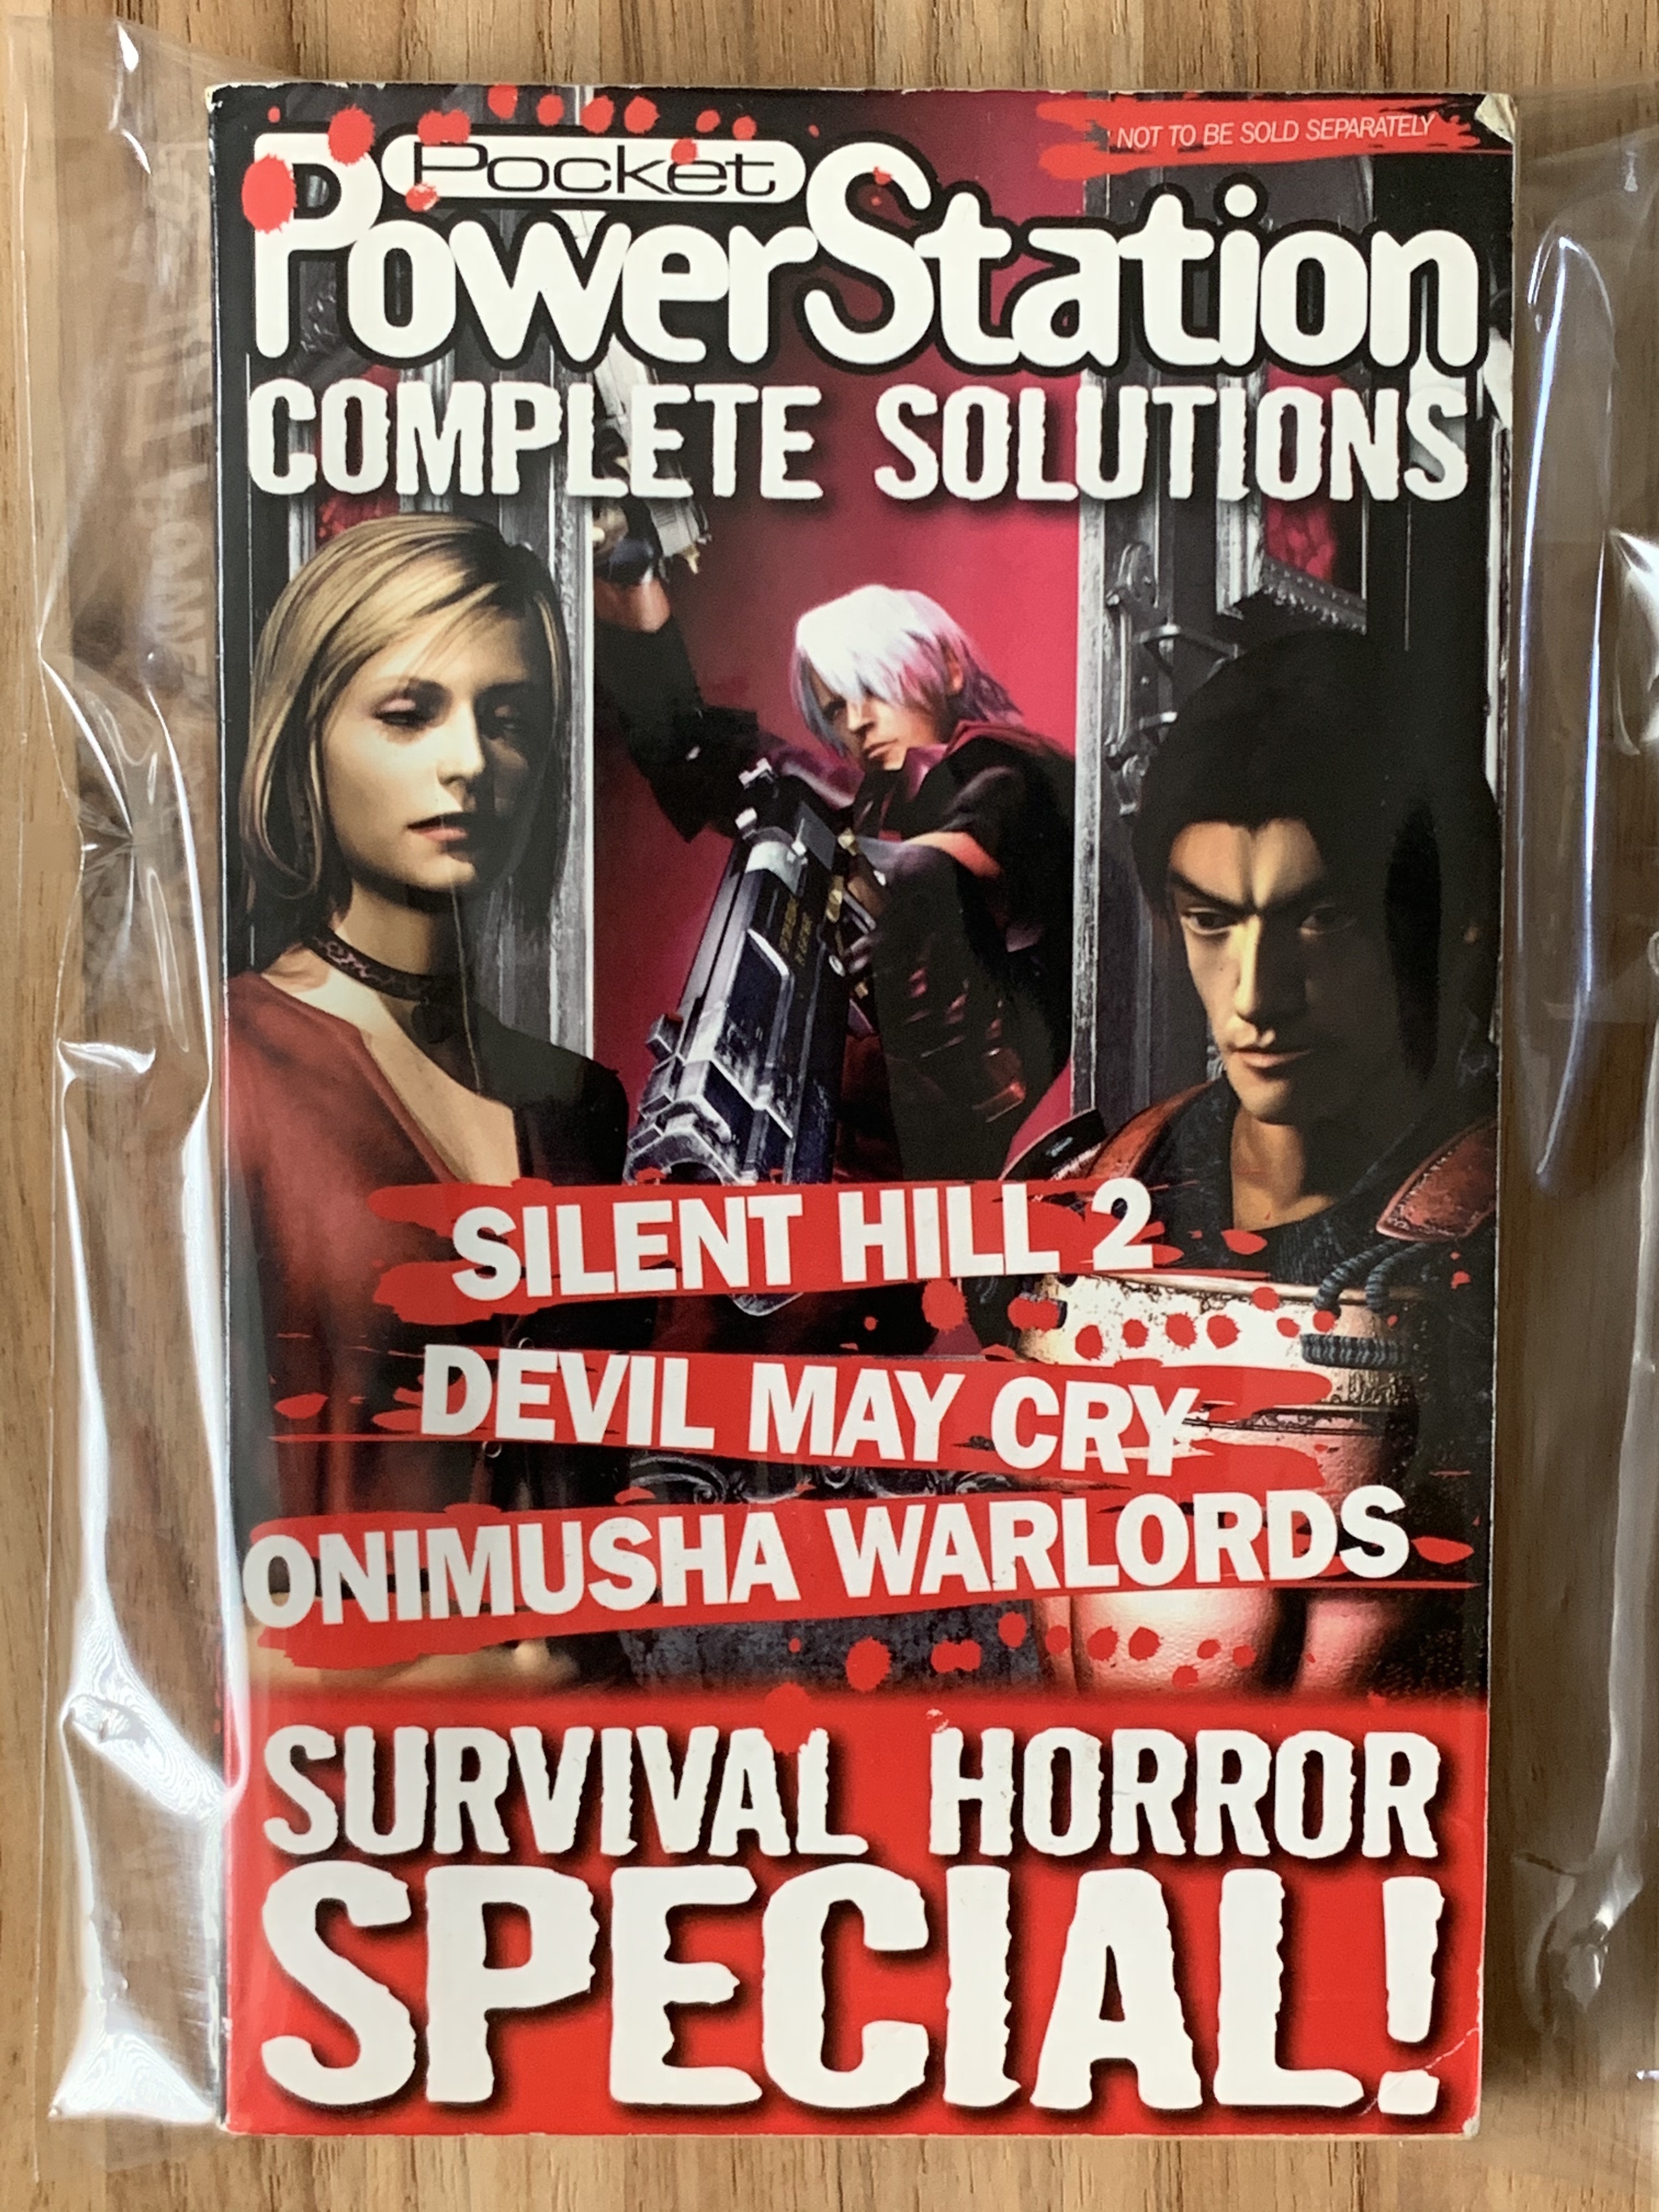 NOT TO BE SOLD SEPARATELY
Pocket
PowerStation
COMPLETE SOLUTIONS
SILENT HILL 2
DEVIL MAY CRY
ONIMUSHA WARLORDS
SURVIVAL HORROR
SPECIAL!